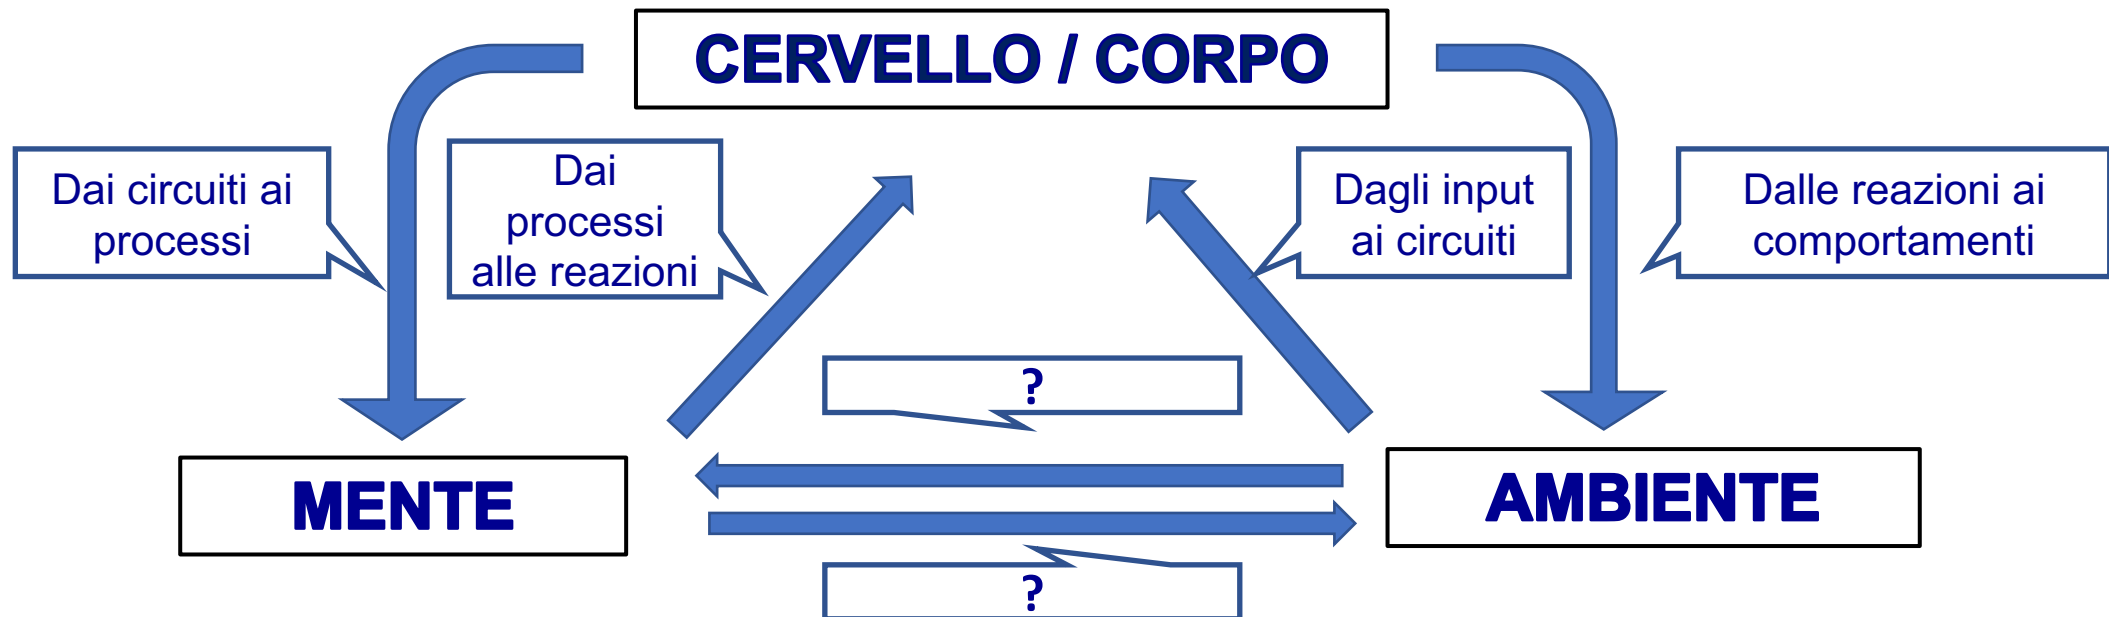 CERVELLO / CORPO
Dai circuiti ai
processi
Dai
processi
alle reazioni
Dagli input
ai circuiti
Dalle reazioni ai
comportamenti
?
MENTE
AMBIENTE
?